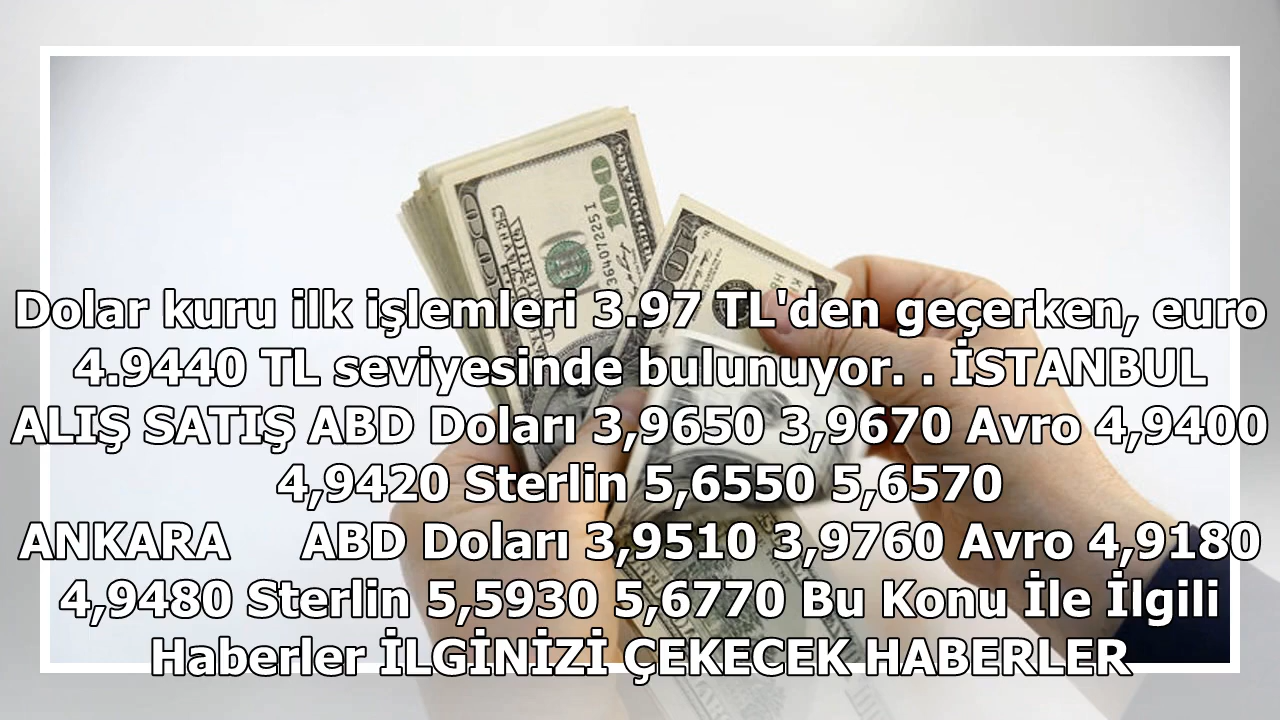 Dolar kuru ilk işlemleri 3.97 TL'den geçerken, euro
4.9440 TL seviyesinde bulunuyor. . İSTANBUL
ALIŞ SATIŞ ABD Doları 3,9650 3,9670 Avro 4,9400
4,9420 Sterlin 5,6550 5,6570
ANKARA ABD Doları 3,9510 3,9760 Avro 4,9180
4,9480 Sterlin 5,5930 5,6770 Bu Konu İle İlgili
Haberler İLGİNİZİ ÇEKECEK HABERLER